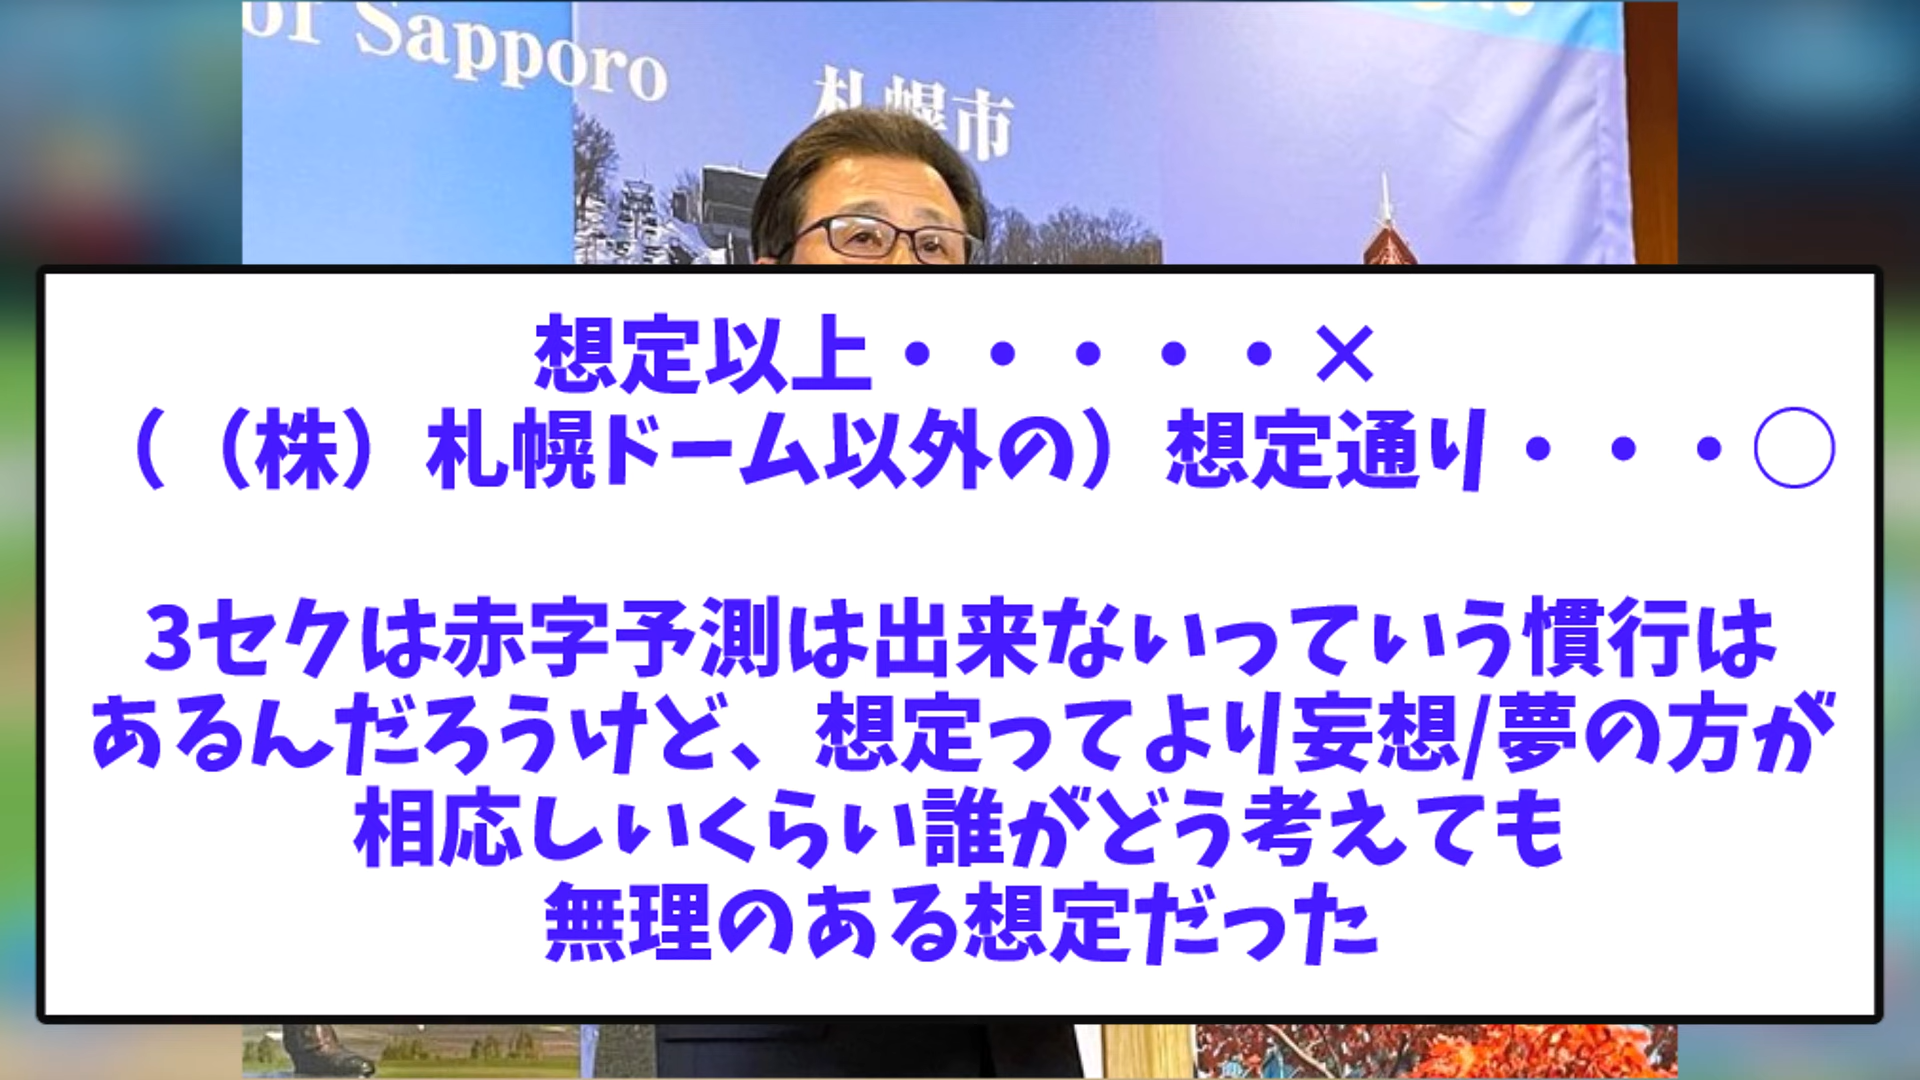 of Sapporo
札幌市
想定以上・・・・・×
（（株）札幌ドーム以外の）想定通り・・・○
3セクは赤字予測は出来ないっていう慣行は
あるんだろうけど、想定ってより妄想/夢の方が
相応しいくらい誰がどう考えても
無理のある想定だった